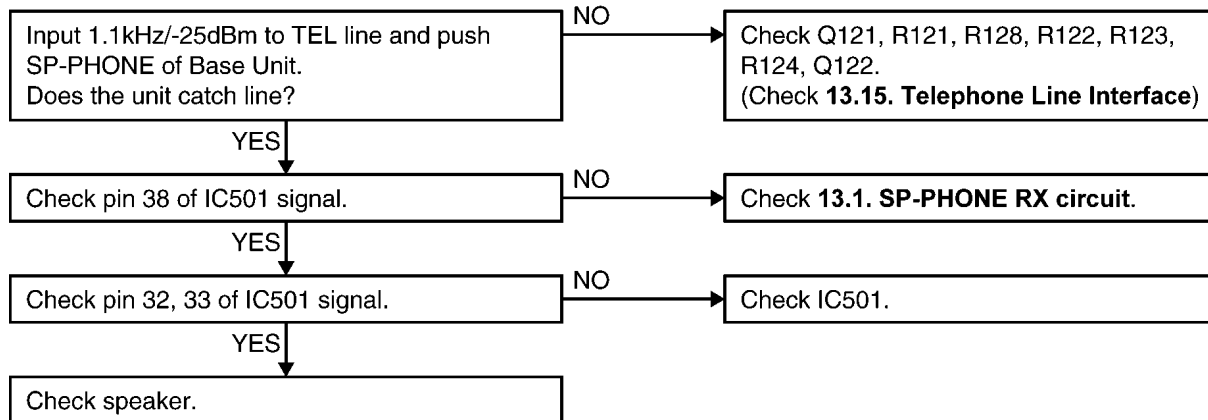 Input 1.1kHz/-25dBm to TEL line and push
SP-PHONE of Base Unit.
Does the unit catch line?
NO
Check Q121, R121, R128, R122, R123,
R124, Q122.
(Check 13.15. Telephone Line Interface)
YES
Check pin 38 of IC501 signal.
NO
Check 13.1. SP-PHONE RX circuit.
YES
Check pin 32, 33 of IC501 signal.
NO
Check IC501.
YES
Check speaker.